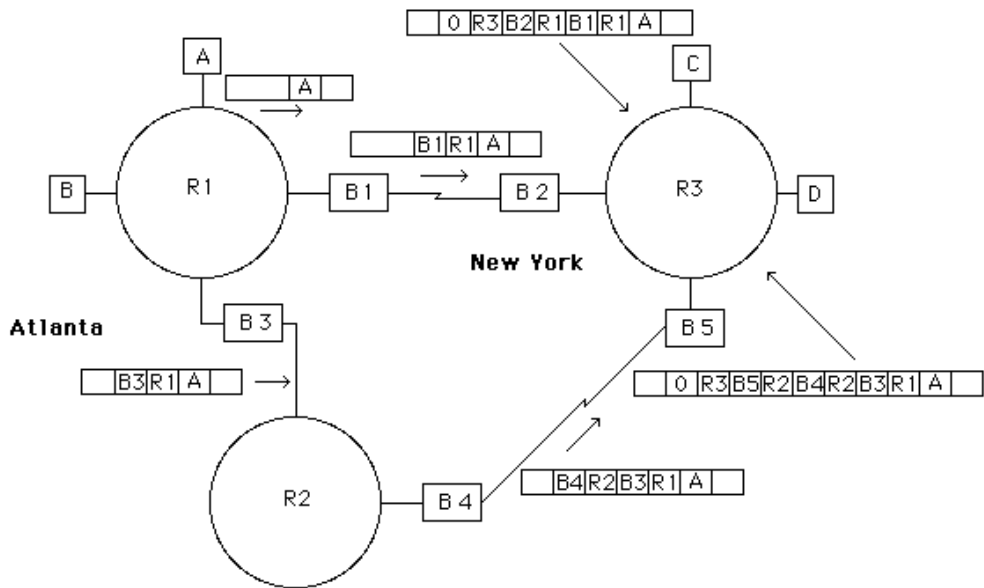 0 R3 B2 R1 B1 R1 A
A
C
A
B1 R1 A
B
R1
B1
B2
R3
D
New York
Atlanta
B3
B5
B3 R1 A
0 R3 B5 R2 B4 R2 B3 R1 A
B4 R2 B3 R1 A
R2
B4